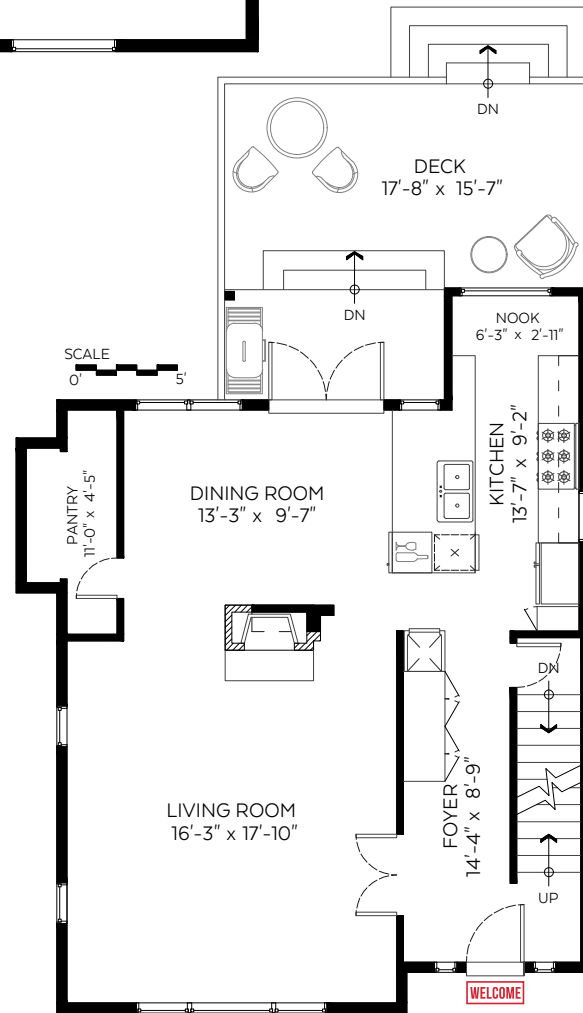 DN
DECK
17'-8" x 15'-7"
DN
NOOK
6'-3" x 2'-11"
SCALE
0' 5'
KITCHEN
13'-7" x 9'-2"
PANTRY
11'-0" x 4'-5"
DINING ROOM
13'-3" x 9'-7"
DN
LIVING ROOM
16'-3" x 17'-10"
FOYER
14'-4" x 8'-9"
UP
WELCOME